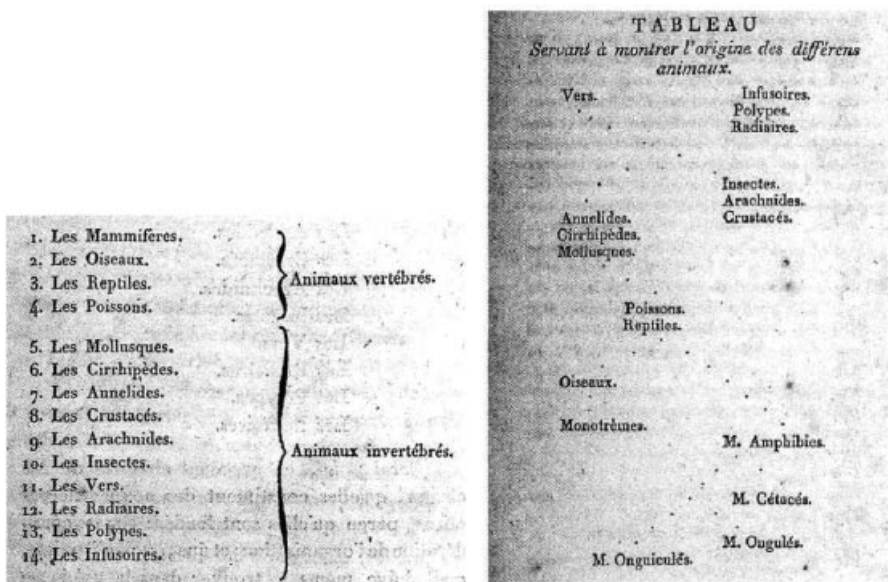 1. Les Mammifères.
2. Les Oiseaux.
3. Les Reptiles.
4. Les Poissons.
Animaux vertébrés.
5. Les Mollusques.
6. Les Cirrhipèdes.
7. Les Annelides.
8. Les Crustacés.
9. Les Arachnides.
10. Les Insectes.
11. Les Vers.
12. Les Radiaires.
13. Les Polypes.
14. Les Infusoires.
Animaux invertébrés.
TABLEAU
Servant à montrer l'origine des différens
animaux.
Vers. Infusoires.
Polypes.
Radiaires.
Insectes.
Arachnides.
Annelides. Crustacés.
Cirrhipèdes.
Mollusques.
Poissons.
Reptiles.
Oiseaux.
Monotrèmes.
M. Amphibies.
M. Cétacés.
M. Ongulés.
M. Onguiculés.